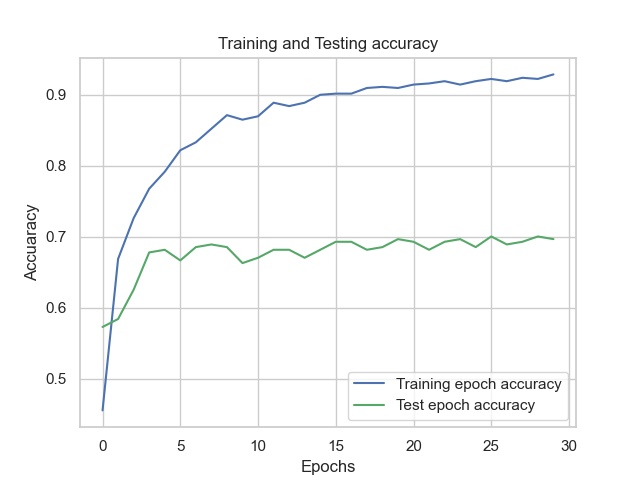 Training and Testing accuracy
Accuaracy
0.9
0.8
0.7
0.6
0.5
Training epoch accuracy
Test epoch accuracy
0 5 10 15 20 25 30
Epochs